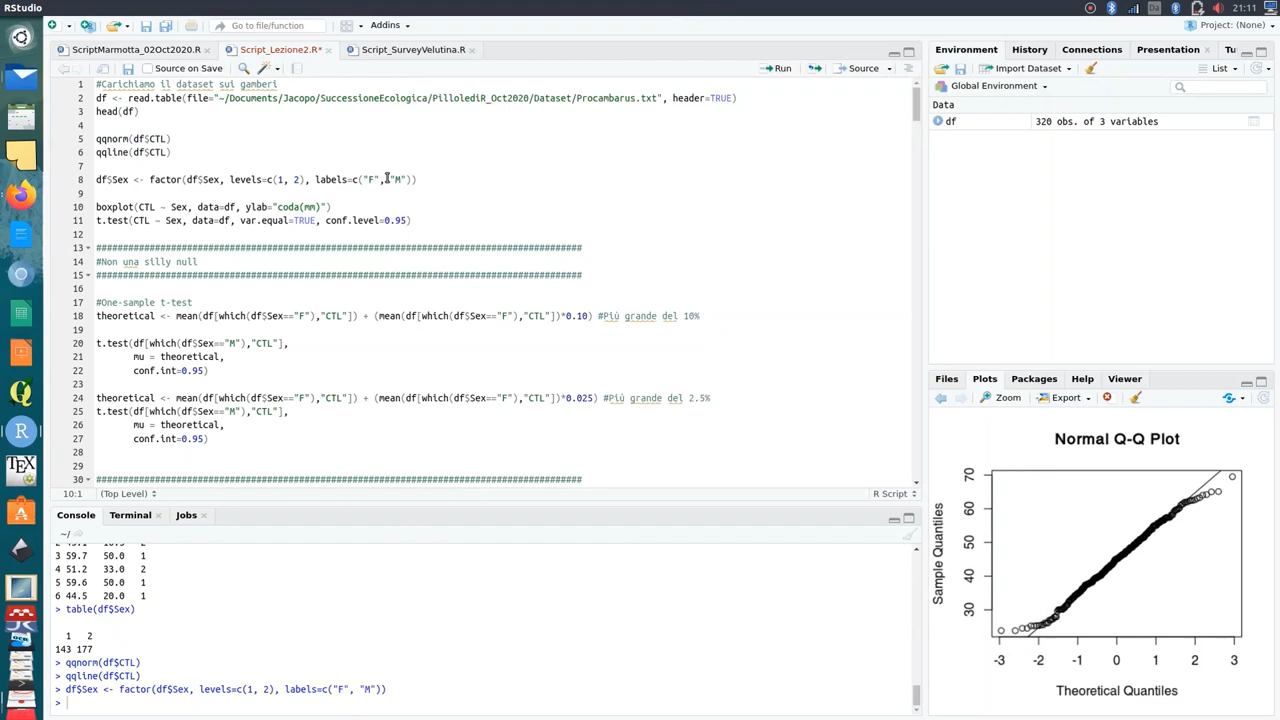 RStudio
Da
21:11
Go to file/function
Addins
Project: (None)
ScriptMarmotta_02Oct2020.R
Script_Lezione2.R*
Script_SurveyVelutina.R
Source on Save
Run
Source
1 #Carichiamo il dataset sui gamberi
2 df <- read.table(file="~/Documents/Jacopo/SuccessioneEcologica/PillolediR_Oct2020/Dataset/Procambarus.txt", header=TRUE)
3 head(df)
4
5 qqnorm(df$CTL)
6 qqline(df$CTL)
7
8 df$Sex <- factor(df$Sex, levels=c(1, 2), labels=c("F", "M"))
9
10 boxplot(CTL ~ Sex, data=df, ylab="coda(mm)")
11 t.test(CTL ~ Sex, data=df, var.equal=TRUE, conf.level=0.95)
12
13 #########################################################################################
14 #Non una silly null
15 #########################################################################################
16
17 #One-sample t-test
18 theoretical <- mean(df[which(df$Sex=="F"),"CTL"]) + (mean(df[which(df$Sex=="F"),"CTL"])*0.10) #Più grande del 10%
19
20 t.test(df[which(df$Sex=="M"),"CTL"],
21 mu = theoretical,
22 conf.int=0.95)
23
24 theoretical <- mean(df[which(df$Sex=="F"),"CTL"]) + (mean(df[which(df$Sex=="F"),"CTL"])*0.025) #Più grande del 2.5%
25 t.test(df[which(df$Sex=="M"),"CTL"],
26 mu = theoretical,
27 conf.int=0.95)
28
29
30 #########################################################################################
10:1 (Top Level) R Script
Console Terminal Jobs
~/
3 59.7 50.0 1
4 51.2 33.0 2
5 59.6 50.0 1
6 44.5 20.0 1
> table(df$Sex)
1 2
143 177
> qqnorm(df$CTL)
> qqline(df$CTL)
> df$Sex <- factor(df$Sex, levels=c(1, 2), labels=c("F", "M"))
>
Environment History Connections Presentation Tu
Import Dataset List
Global Environment
Data
df 320 obs. of 3 variables
Files Plots Packages Help Viewer
Zoom Export
Normal Q-Q Plot
Sample Quantiles
70
60
50
40
30
-3 -2 -1 0 1 2 3
Theoretical Quantiles